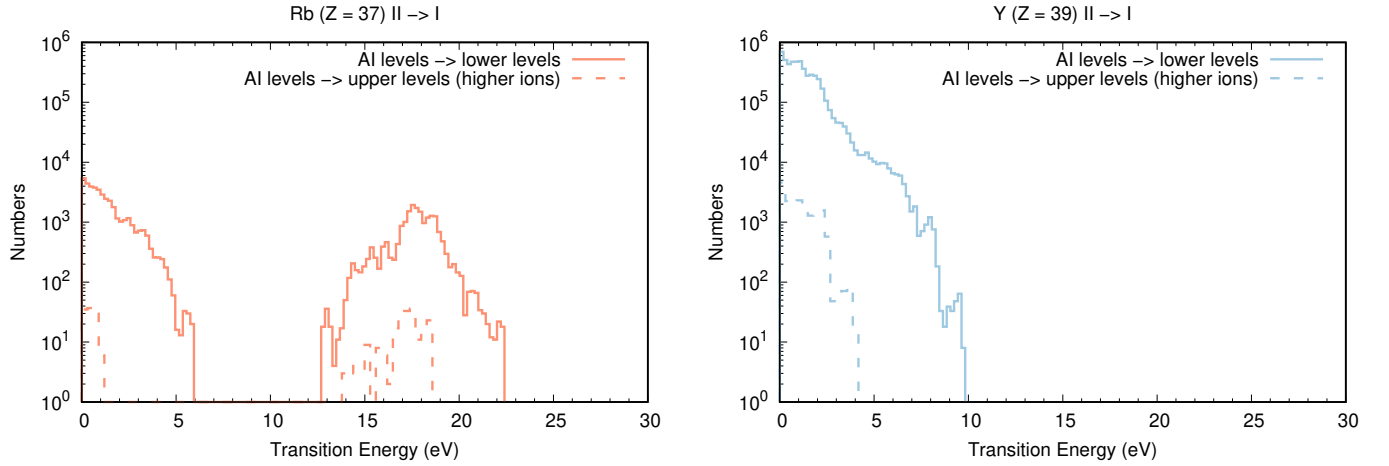 Rb (Z = 37) II −> I
AI levels −> lower levels
AI levels −> upper levels (higher ions)
10^6
10^5
10^4
10^3
10^2
10^1
10^0
Numbers
0 5 10 15 20 25 30
Transition Energy (eV)
Y (Z = 39) II −> I
AI levels −> lower levels
AI levels −> upper levels (higher ions)
10^6
10^5
10^4
10^3
10^2
10^1
10^0
Numbers
0 5 10 15 20 25 30
Transition Energy (eV)